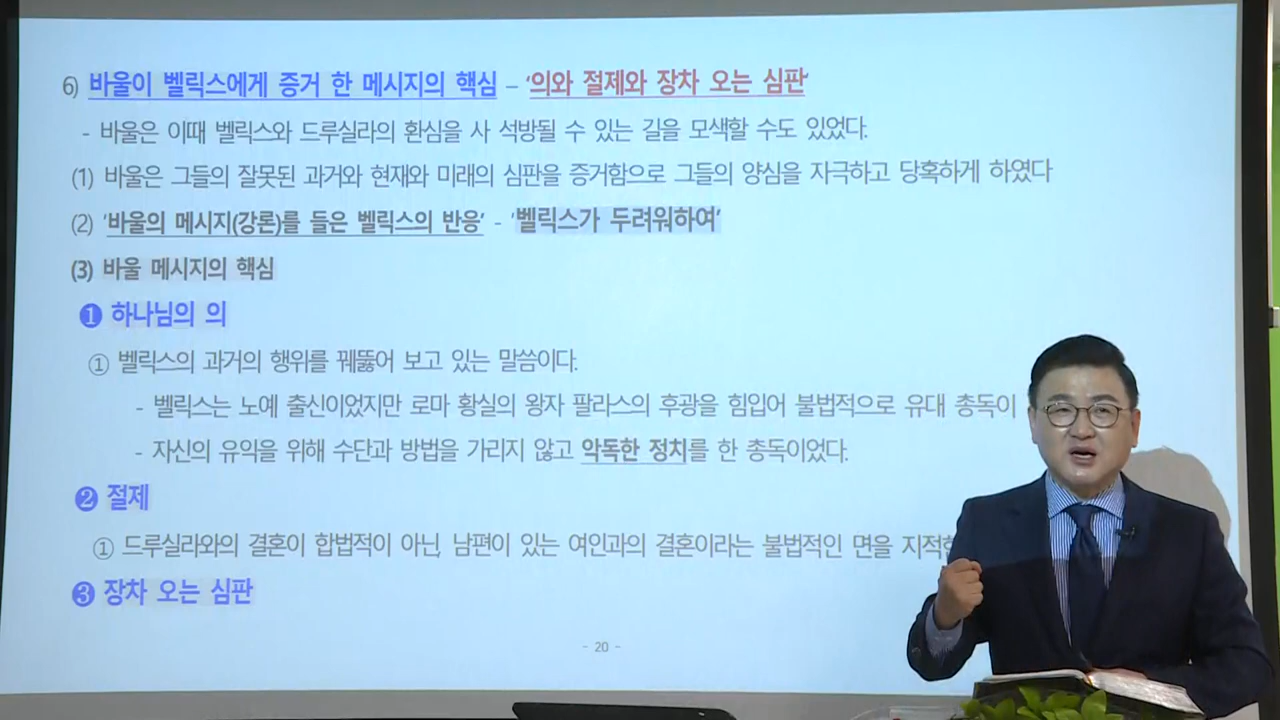 6) 바울이 벨릭스에게 증거 한 메시지의 핵심 – '의와 절제와 장차 오는 심판'
- 바울은 이때 벨릭스와 드루실라의 환심을 사 석방될 수 있는 길을 모색할 수도 있었다.
(1) 바울은 그들의 잘못된 과거와 현재와 미래의 심판을 증거함으로 그들의 양심을 자극하고 당혹하게 하였다
(2) '바울의 메시지(강론)를 들은 벨릭스의 반응' - '벨릭스가 두려워하여'
(3) 바울 메시지의 핵심
❶ 하나님의 의
① 벨릭스의 과거의 행위를 꿰뚫어 보고 있는 말씀이다.
- 벨릭스는 노예 출신이었지만 로마 황실의 왕자 팔라스의 후광을 힘입어 불법적으로 유대 총독이
- 자신의 유익을 위해 수단과 방법을 가리지 않고 악독한 정치를 한 총독이었다.
❷ 절제
① 드루실라와의 결혼이 합법적이 아닌, 남편이 있는 여인과의 결혼이라는 불법적인 면을 지적
❸ 장차 오는 심판
- 20 -